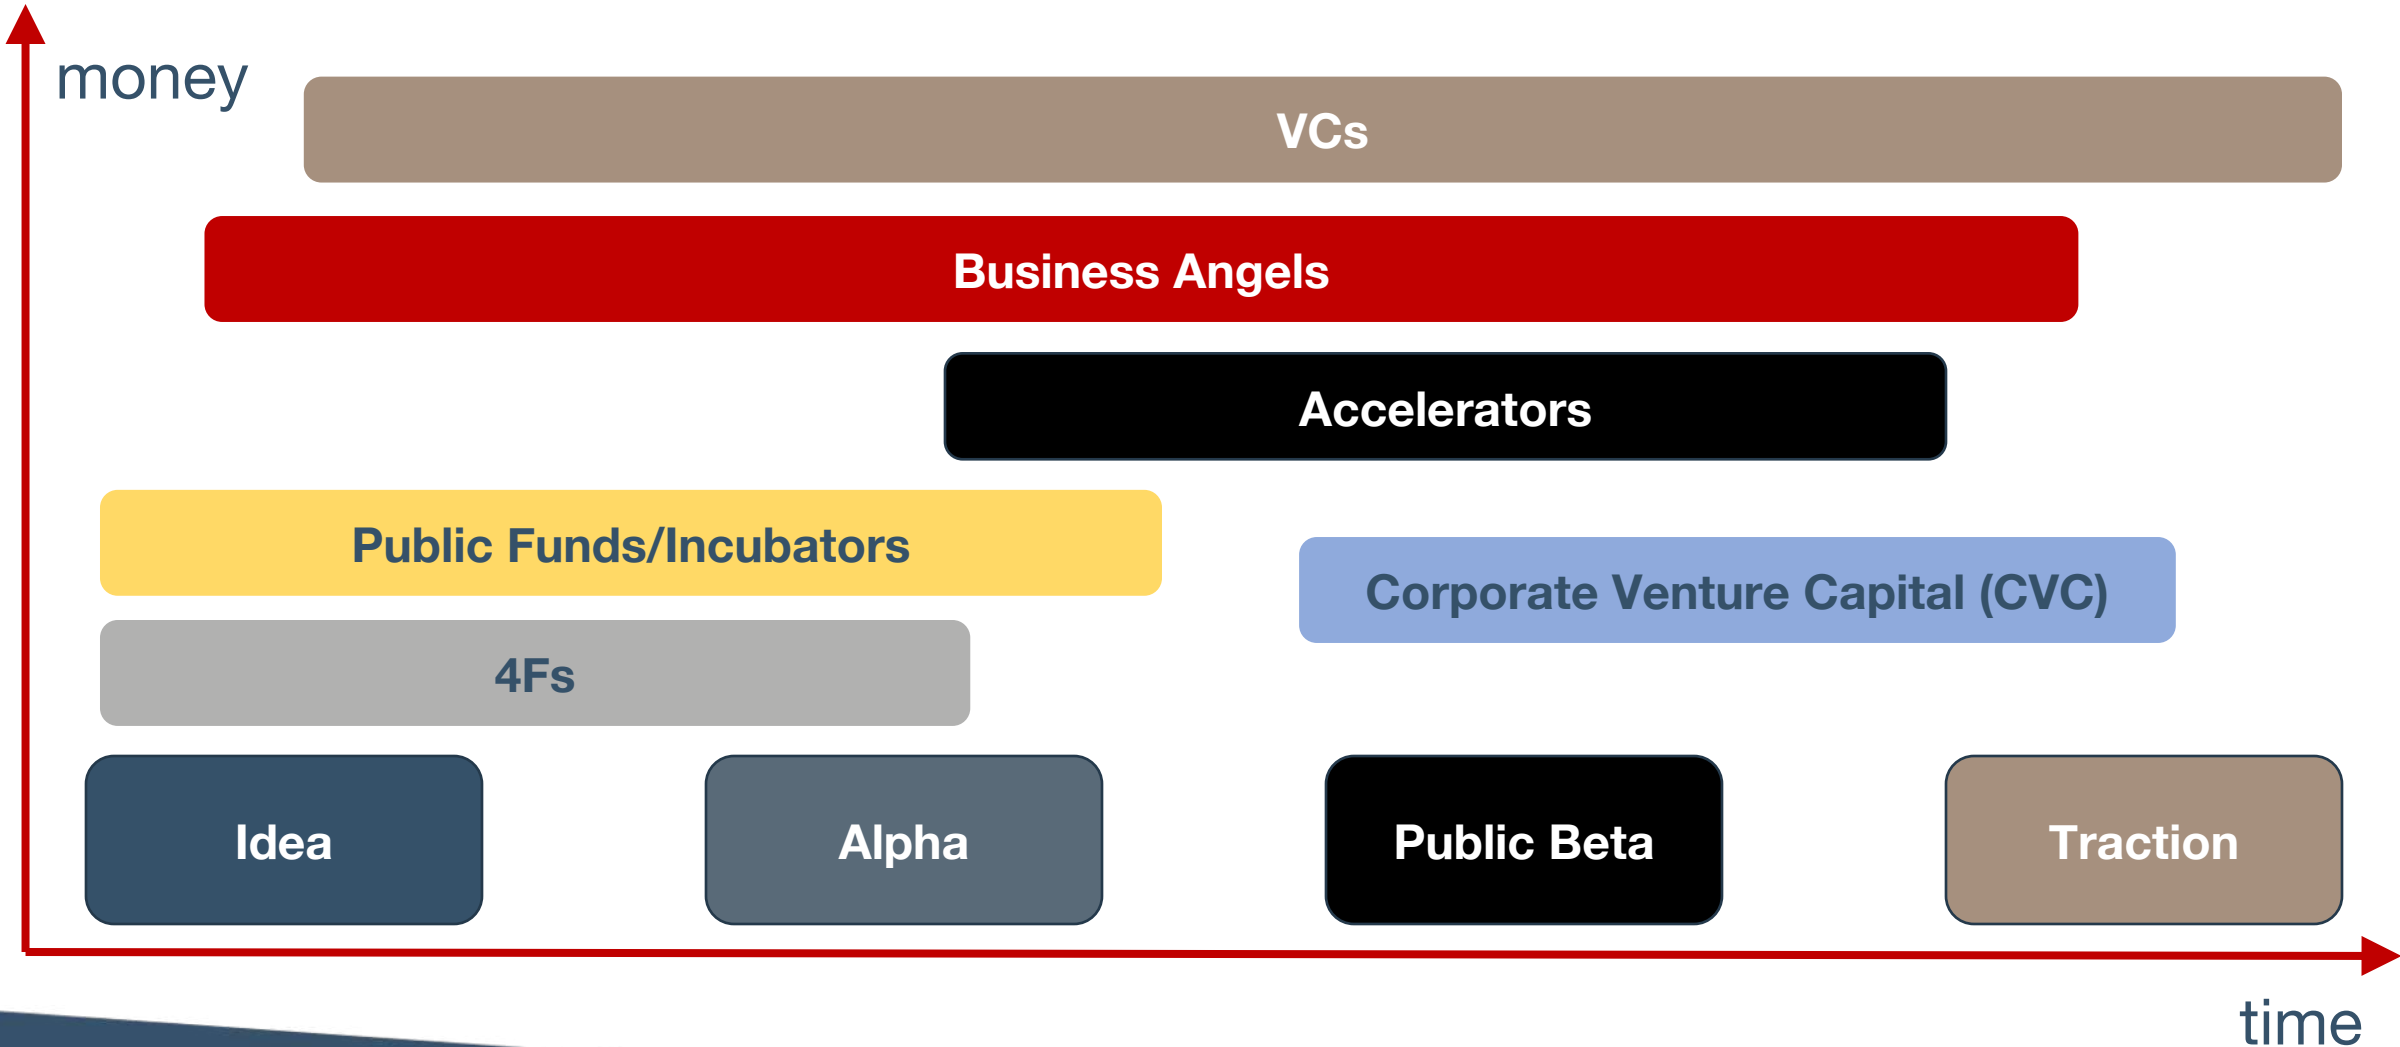 money
VCs
Business Angels
Accelerators
Public Funds/Incubators
Corporate Venture Capital (CVC)
4Fs
Idea
Alpha
Public Beta
Traction
time